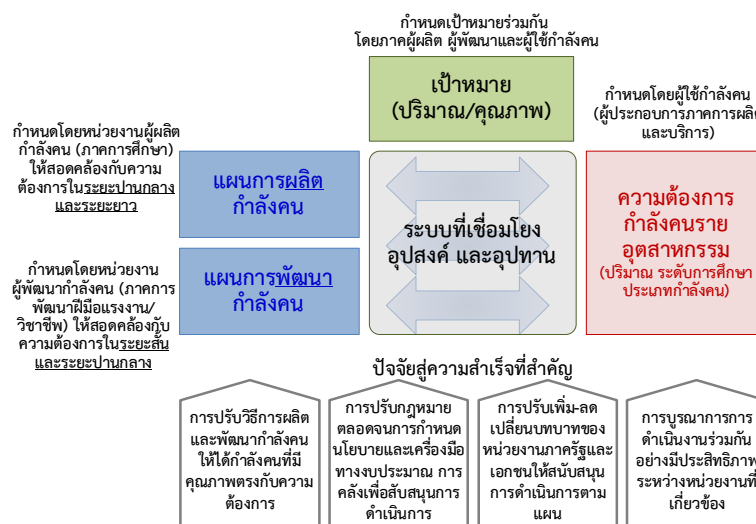 กำหนดเป้าหมายร่วมกัน
โดยภาคผู้ผลิต ผู้พัฒนาและผู้ใช้กำลังคน
เป้าหมาย
(ปริมาณ/คุณภาพ)
กำหนดโดยผู้ใช้กำลังคน
(ผู้ประกอบการภาคการผลิต
และบริการ)
กำหนดโดยหน่วยงานผู้ผลิต
กำลังคน (ภาคการศึกษา)
ให้สอดคล้องกับความ
ต้องการในระยะปานกลาง
และระยะยาว
แผนการผลิต
กำลังคน
ระบบที่เชื่อมโยง
อุปสงค์ และอุปทาน
ความต้องการ
กำลังคนราย
อุตสาหกรรม
(ปริมาณ ระดับการศึกษา
ประเภทกำลังคน)
กำหนดโดยหน่วยงาน
ผู้พัฒนากำลังคน (ภาคการ
พัฒนาฝีมือแรงงาน/
วิชาชีพ) ให้สอดคล้องกับ
ความต้องการในระยะสั้น
และระยะปานกลาง
แผนการพัฒนา
กำลังคน
ปัจจัยสู่ความสำเร็จที่สำคัญ
การปรับวิธีการผลิต
และพัฒนากำลังคน
ให้ได้กำลังคนที่มี
คุณภาพตรงกับความ
ต้องการ
การปรับกฎหมาย
ตลอดจนการกำหนด
นโยบายและเครื่องมือ
ทางงบประมาณ การ
คลังเพื่อสับสนุนการ
ดำเนินการ
การปรับเพิ่ม-ลด
เปลี่ยนบทบาทของ
หน่วยงานภาครัฐและ
เอกชนให้สนับสนุน
การดำเนินการตาม
แผน
การบูรณาการการ
ดำเนินงานร่วมกัน
อย่างมีประสิทธิภาพ
ระหว่างหน่วยงานที่
เกี่ยวข้อง